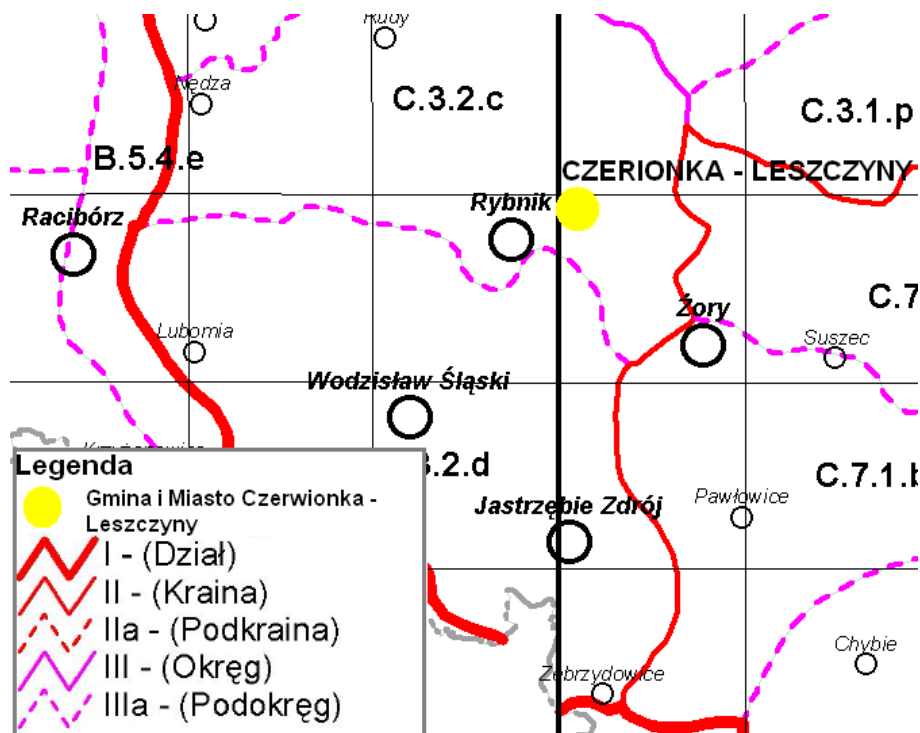 Rudy
Nędza
C.3.2.c
C.3.1.p
B.5.4.e
CZERIONKA - LESZCZYNY
Racibórz
Rybnik
C.7
Żory
Lubomia
Suszec
Wodzisław Śląski
3.2.d
C.7.1.b
Jastrzębie Zdrój
Pawłowice
Chybie
Zebrzydowice
Legenda
Gmina i Miasto Czerwionka -
Leszczyny
I - (Dział)
II - (Kraina)
IIa - (Podkraina)
III - (Okręg)
IIIa - (Podokręg)